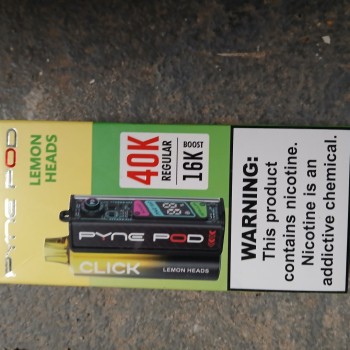 PYNE POD
LEMON
HEADS
40K
REGULAR
BOOST
16K
PYNE POD
CLICK
LEMON HEADS
WARNING:
This product
contains nicotine.
Nicotine is an
addictive chemical.